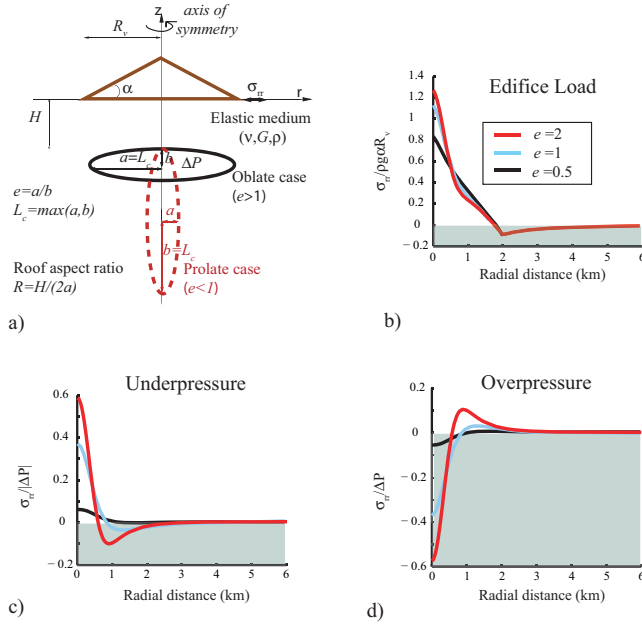 z
axis of
symmetry
R_v
α
σ_rr
r
H
Elastic medium
(ν,G,ρ)
a=L_c
b
ΔP
Oblate case
(e>1)
e=a/b
L_c=max(a,b)
a
b=L_c
Roof aspect ratio
R=H/(2a)
Prolate case
(e<1)
a)
Edifice Load
1.4
1.2
1.0
0.8
0.6
0.4
0.2
0
−0.2
σ_rr/ρgαR_v
e=2
e=1
e=0.5
0 1 2 3 4 5 6
Radial distance (km)
b)
Underpressure
0.6
0.4
0.2
0
−0.2
σ_rr/|ΔP|
0 1 2 3 4 5 6
Radial distance (km)
c)
Overpressure
0.2
0
−0.2
−0.4
−0.6
σ_rr/ΔP
0 1 2 3 4 5 6
Radial distance (km)
d)